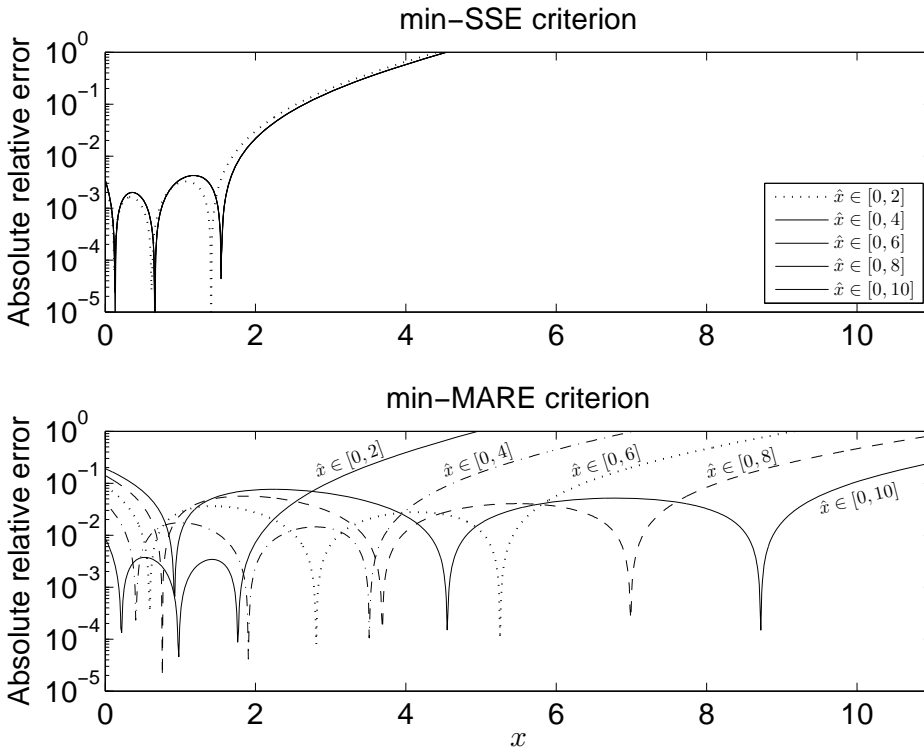 min−SSE criterion
Absolute relative error
10^0
10^−1
10^−2
10^−3
10^−4
10^−5
0 2 4 6 8 10
x̂ ∈ [0, 2]
x̂ ∈ [0, 4]
x̂ ∈ [0, 6]
x̂ ∈ [0, 8]
x̂ ∈ [0, 10]
min−MARE criterion
Absolute relative error
10^0
10^−1
10^−2
10^−3
10^−4
10^−5
x̂ ∈ [0, 2]
x̂ ∈ [0, 4]
x̂ ∈ [0, 6]
x̂ ∈ [0, 8]
x̂ ∈ [0, 10]
0 2 4 6 8 10
x